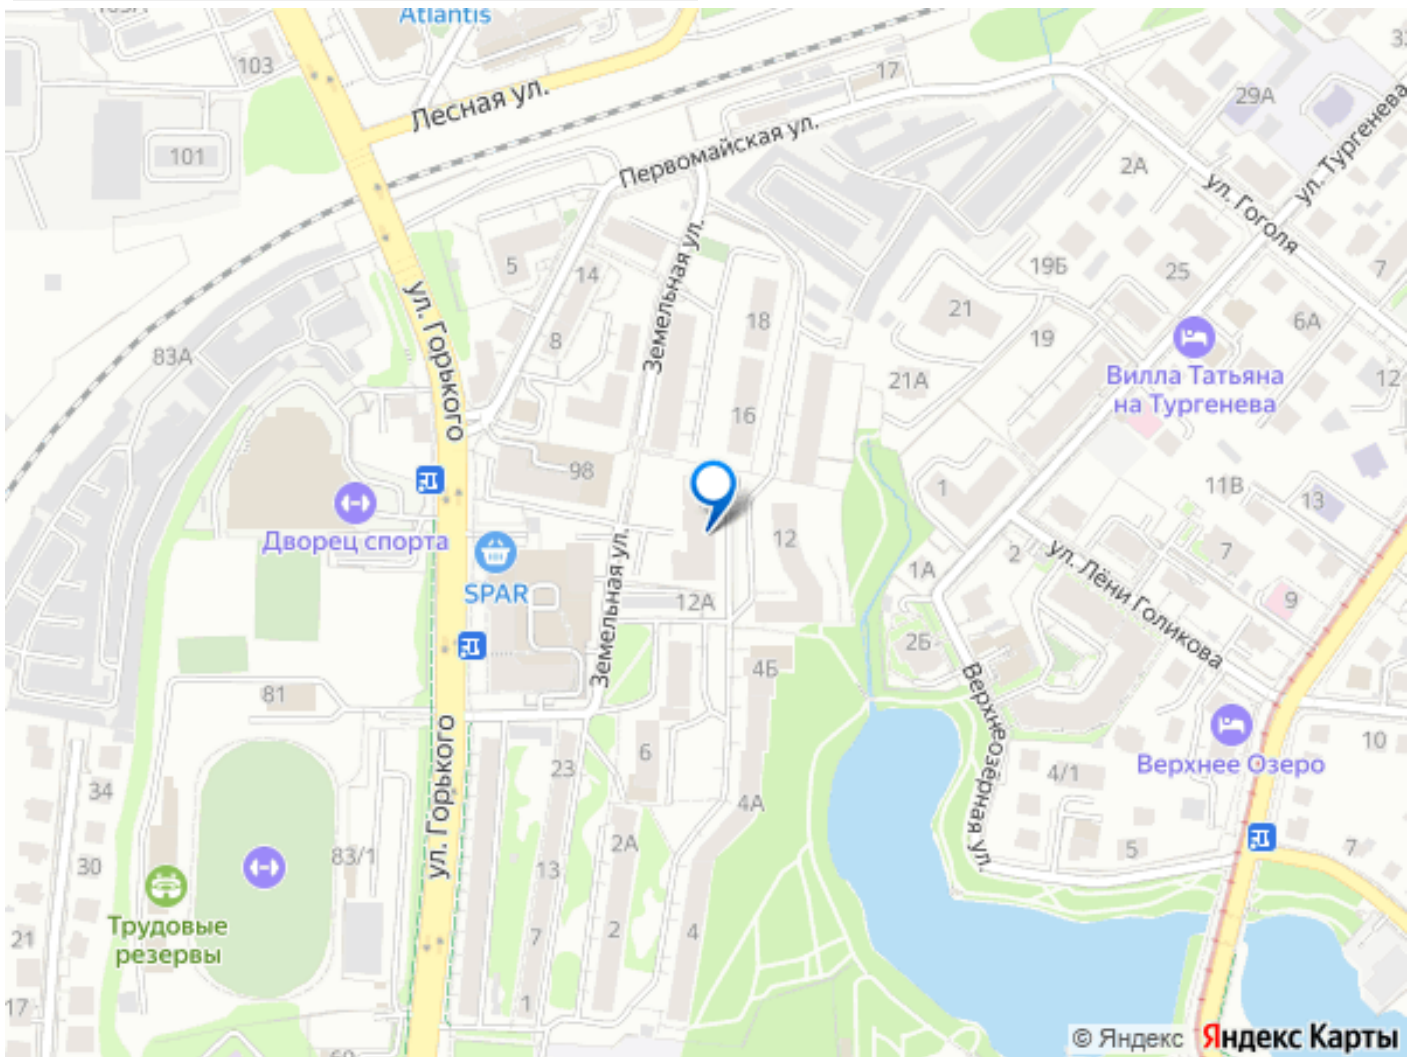 Atlantis
103
Лесная ул.
17
33
29А
101
Первомайская ул.
2А
ул. Тургенева
ул. Гоголя
5
14
Земельная ул.
19Б
25
7
ул. Горького
18
21
6А
83А
8
19
Вилла Татьяна
на Тургенева
21А
12
16
98
1
11В
13
Дворец спорта
12
2
7
SPAR
Земельная ул.
1А
ул. Лёни Голикова
12А
9
2Б
4Б
Верхнеозёрная ул.
81
ул. Горького
6
10
23
4/1
Верхнее Озеро
34
4А
2А
5
7
83/1
30
13
Трудовые
резервы
21
7
2
4
17
1
© Яндекс Яндекс Карты